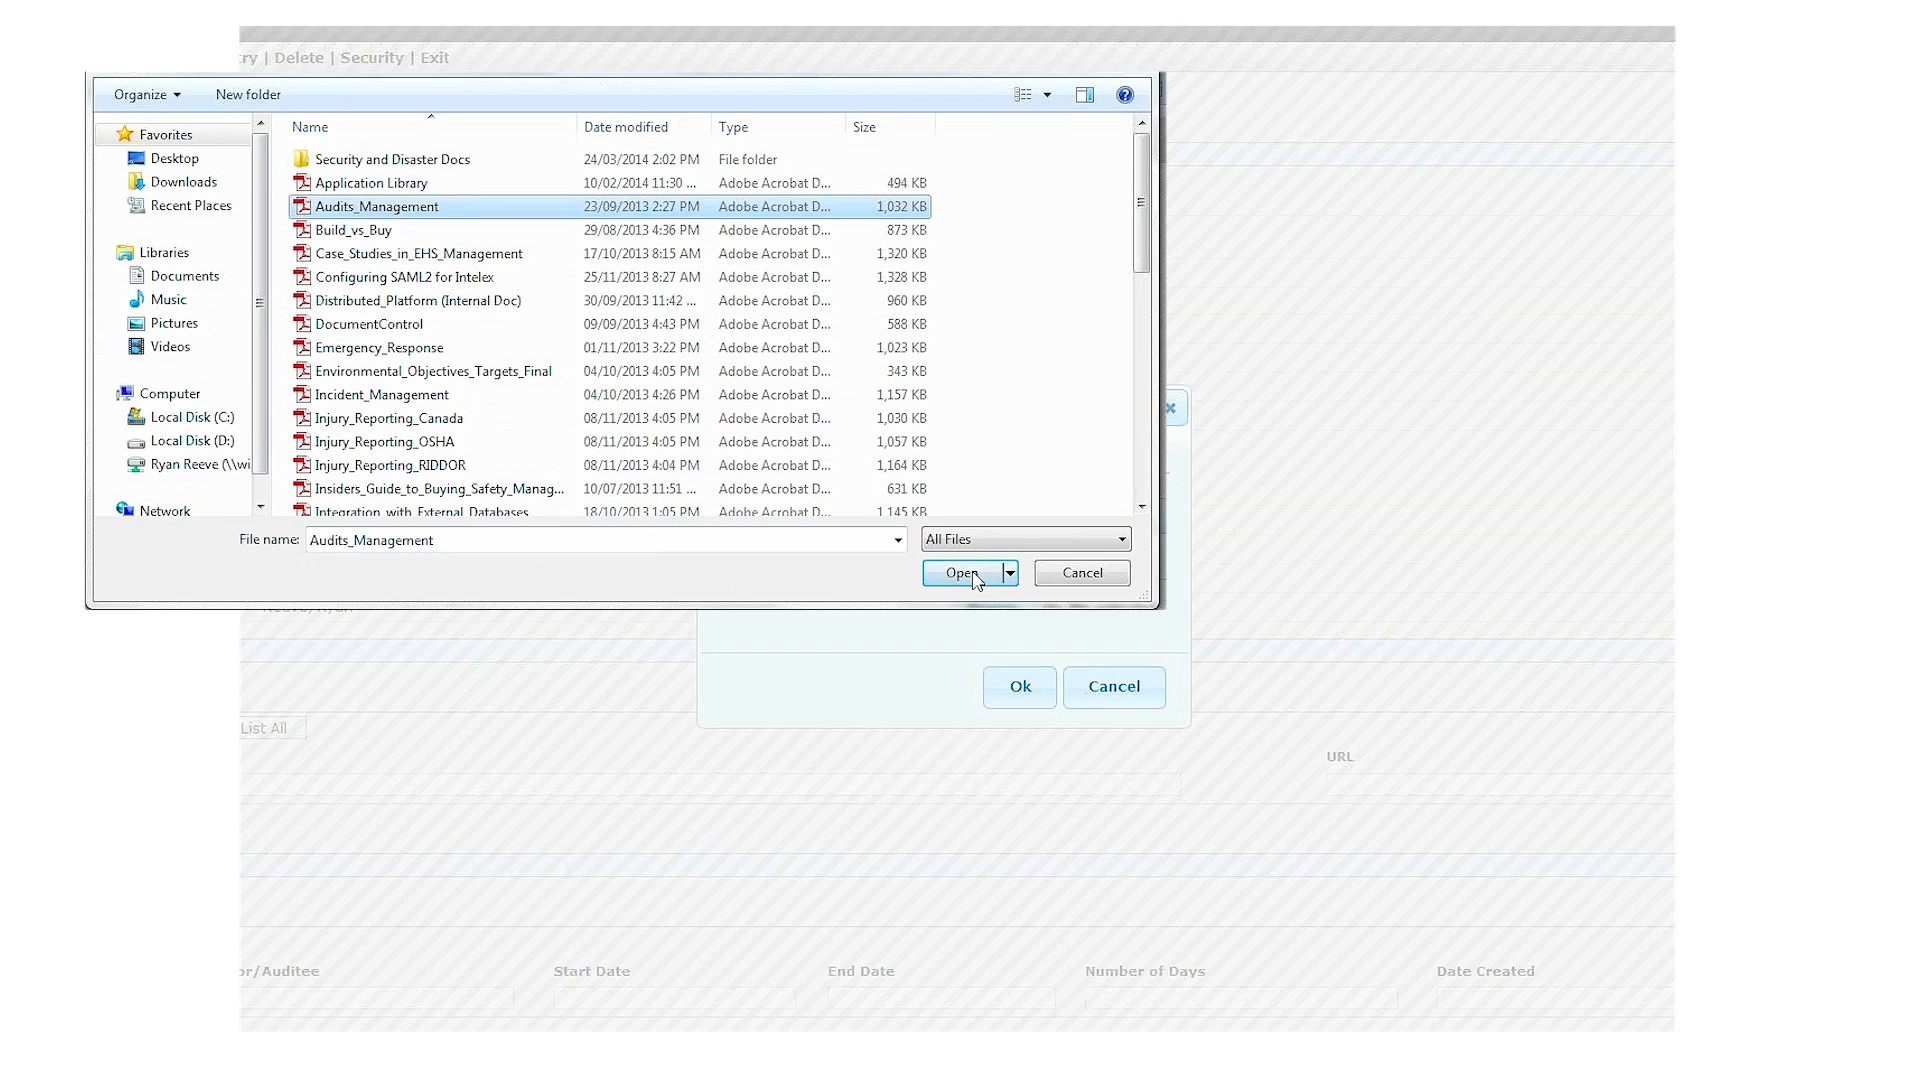 ry | Delete | Security | Exit
Organize New folder
Name Date modified Type Size
Favorites
Desktop
Downloads
Recent Places
Libraries
Documents
Music
Pictures
Videos
Computer
Local Disk (C:)
Local Disk (D:)
Ryan Reeve (\\wi
Network
Security and Disaster Docs 24/03/2014 2:02 PM File folder
Application Library 10/02/2014 11:30 ... Adobe Acrobat D... 494 KB
Audits_Management 23/09/2013 2:27 PM Adobe Acrobat D... 1,032 KB
Build_vs_Buy 29/08/2013 4:36 PM Adobe Acrobat D... 873 KB
Case_Studies_in_EHS_Management 17/10/2013 8:15 AM Adobe Acrobat D... 1,320 KB
Configuring SAML2 for Intelex 25/11/2013 8:27 AM Adobe Acrobat D... 1,328 KB
Distributed_Platform (Internal Doc) 30/09/2013 11:42 ... Adobe Acrobat D... 960 KB
DocumentControl 09/09/2013 4:43 PM Adobe Acrobat D... 588 KB
Emergency_Response 01/11/2013 3:22 PM Adobe Acrobat D... 1,023 KB
Environmental_Objectives_Targets_Final 04/10/2013 4:05 PM Adobe Acrobat D... 343 KB
Incident_Management 04/10/2013 4:26 PM Adobe Acrobat D... 1,157 KB
Injury_Reporting_Canada 08/11/2013 4:05 PM Adobe Acrobat D... 1,030 KB
Injury_Reporting_OSHA 08/11/2013 4:05 PM Adobe Acrobat D... 1,057 KB
Injury_Reporting_RIDDOR 08/11/2013 4:04 PM Adobe Acrobat D... 1,164 KB
Insiders_Guide_to_Buying_Safety_Manag... 10/07/2013 11:51 ... Adobe Acrobat D... 631 KB
Integration_with_External_Databases 18/10/2013 1:05 PM Adobe Acrobat D... 1,145 KB
File name: Audits_Management All Files
Open Cancel
Ok Cancel
List All
URL
or/Auditee Start Date End Date Number of Days Date Created